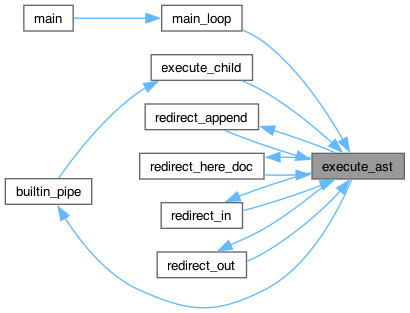 main
main_loop
execute_child
redirect_append
redirect_here_doc
execute_ast
builtin_pipe
redirect_in
redirect_out